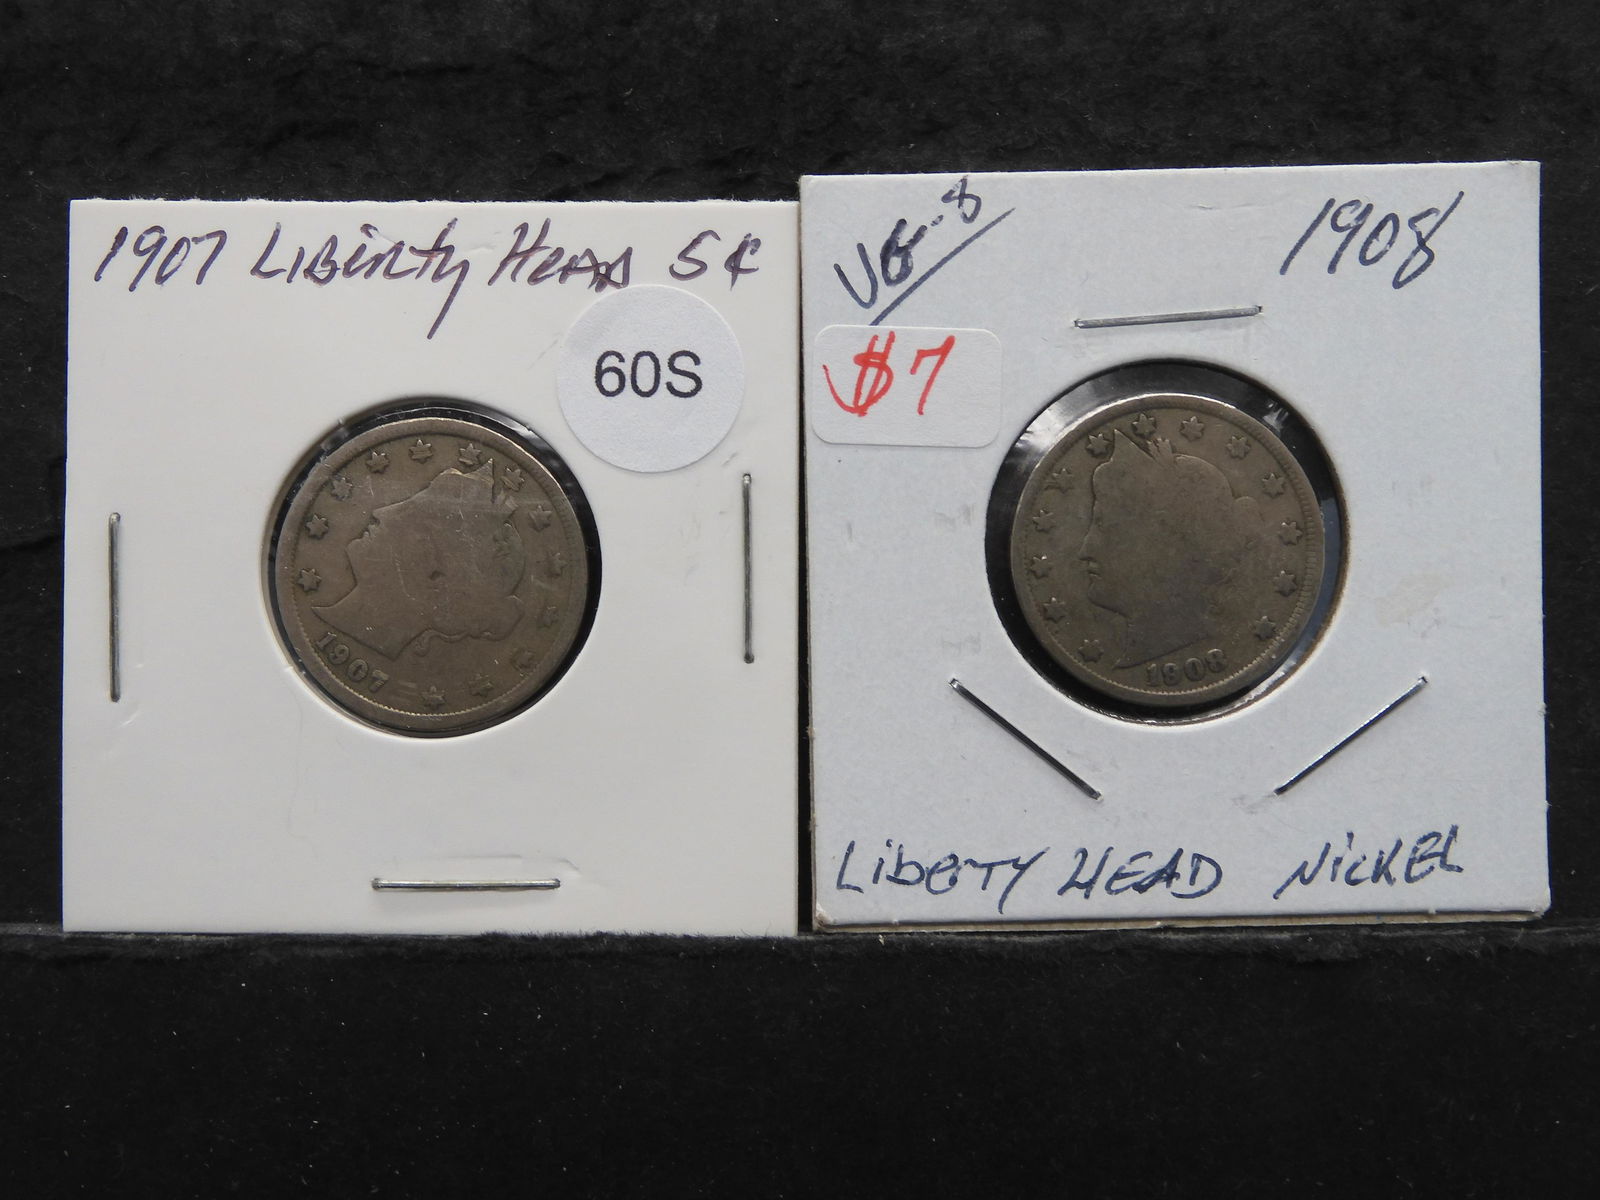 1907 Liberty Head 5¢
60S
1907
VG-8
1908
$7
1908
Liberty HEAD NICKEL